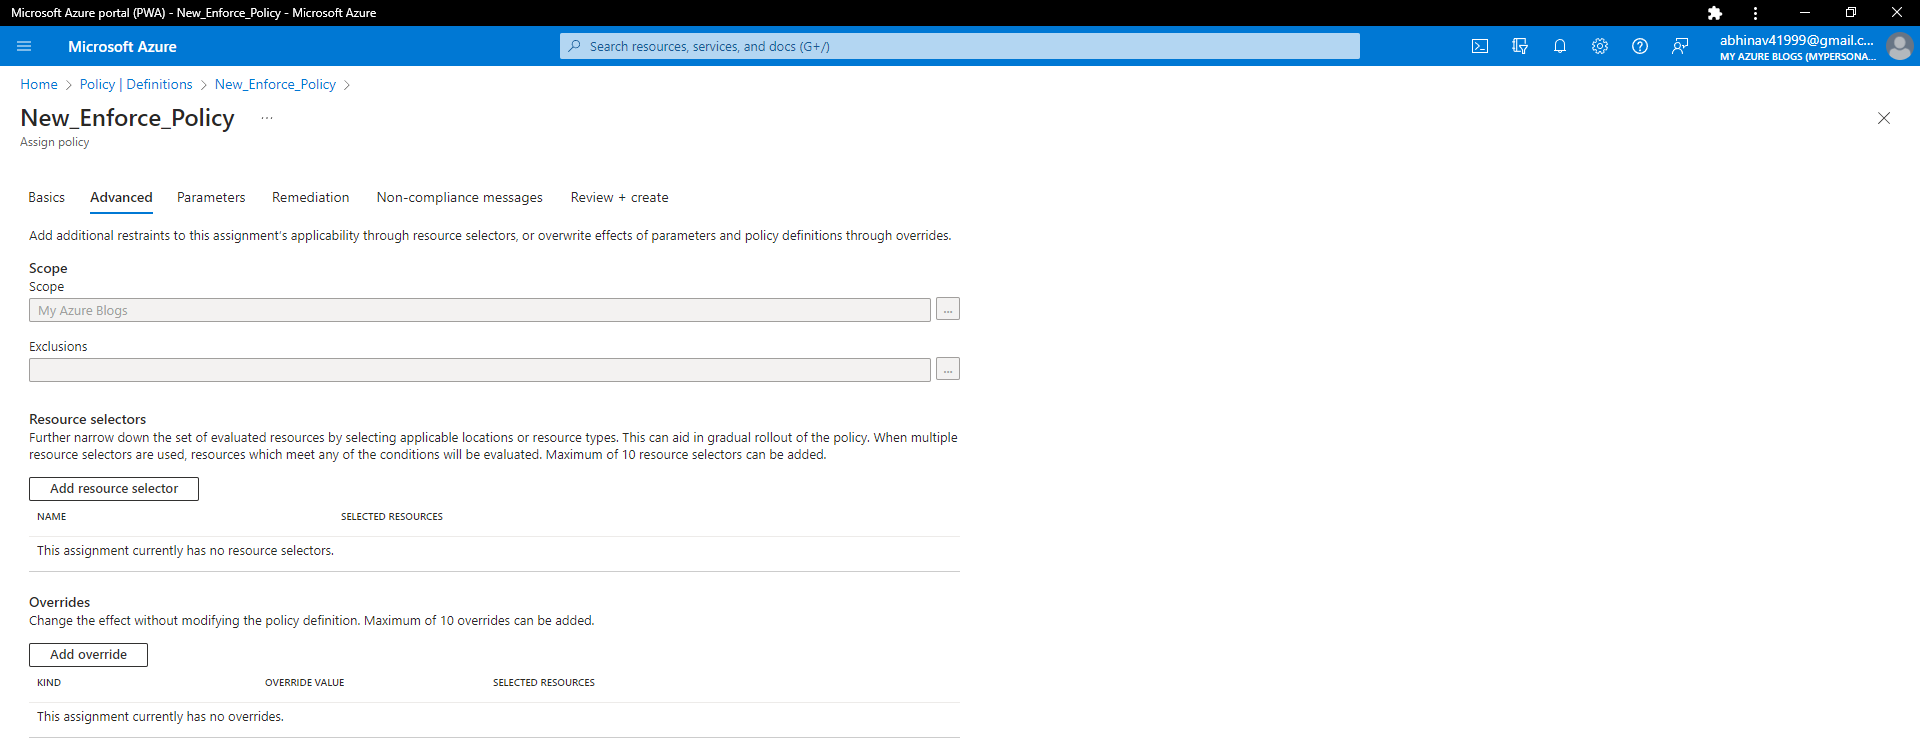 Microsoft Azure portal (PWA) - New_Enforce_Policy - Microsoft Azure
Microsoft Azure
Search resources, services, and docs (G+/)
abhinav41999@gmail.c...
MY AZURE BLOGS (MYPERSONA...
Home > Policy | Definitions > New_Enforce_Policy >
New_Enforce_Policy ...
Assign policy
Basics Advanced Parameters Remediation Non-compliance messages Review + create
Add additional restraints to this assignment's applicability through resource selectors, or overwrite effects of parameters and policy definitions through overrides.
Scope
Scope
My Azure Blogs
...
Exclusions
...
Resource selectors
Further narrow down the set of evaluated resources by selecting applicable locations or resource types. This can aid in gradual rollout of the policy. When multiple
resource selectors are used, resources which meet any of the conditions will be evaluated. Maximum of 10 resource selectors can be added.
Add resource selector
NAME SELECTED RESOURCES
This assignment currently has no resource selectors.
Overrides
Change the effect without modifying the policy definition. Maximum of 10 overrides can be added.
Add override
KIND OVERRIDE VALUE SELECTED RESOURCES
This assignment currently has no overrides.